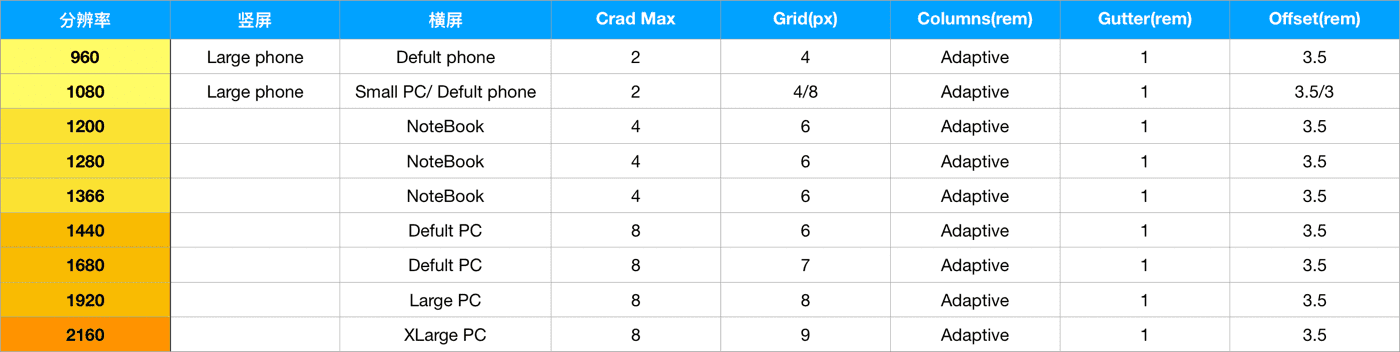 分辨率 竖屏 横屏 Crad Max Grid(px) Columns(rem) Gutter(rem) Offset(rem)
960 Large phone Defult phone 2 4 Adaptive 1 3.5
1080 Large phone Small PC/ Defult phone 2 4/8 Adaptive 1 3.5/3
1200 NoteBook 4 6 Adaptive 1 3.5
1280 NoteBook 4 6 Adaptive 1 3.5
1366 NoteBook 4 6 Adaptive 1 3.5
1440 Defult PC 8 6 Adaptive 1 3.5
1680 Defult PC 8 7 Adaptive 1 3.5
1920 Large PC 8 8 Adaptive 1 3.5
2160 XLarge PC 8 9 Adaptive 1 3.5